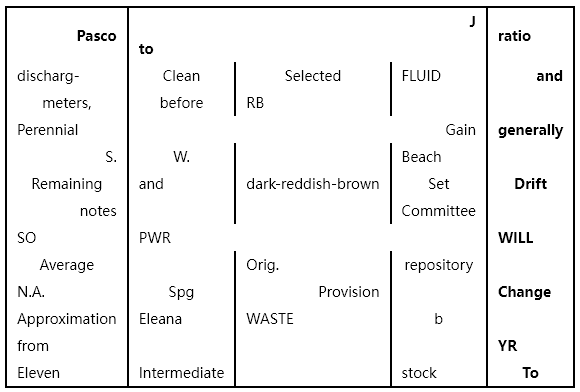 J
Pasco ratio
to
discharg- Clean Selected FLUID and
meters, before RB
Perennial Gain generally
S. W. Beach
Remaining and dark-reddish-brown Set Drift
notes Committee
SO PWR WILL
Average Orig. repository
N.A. Spg Provision Change
Approximation Eleana WASTE b
from YR
Eleven Intermediate stock To